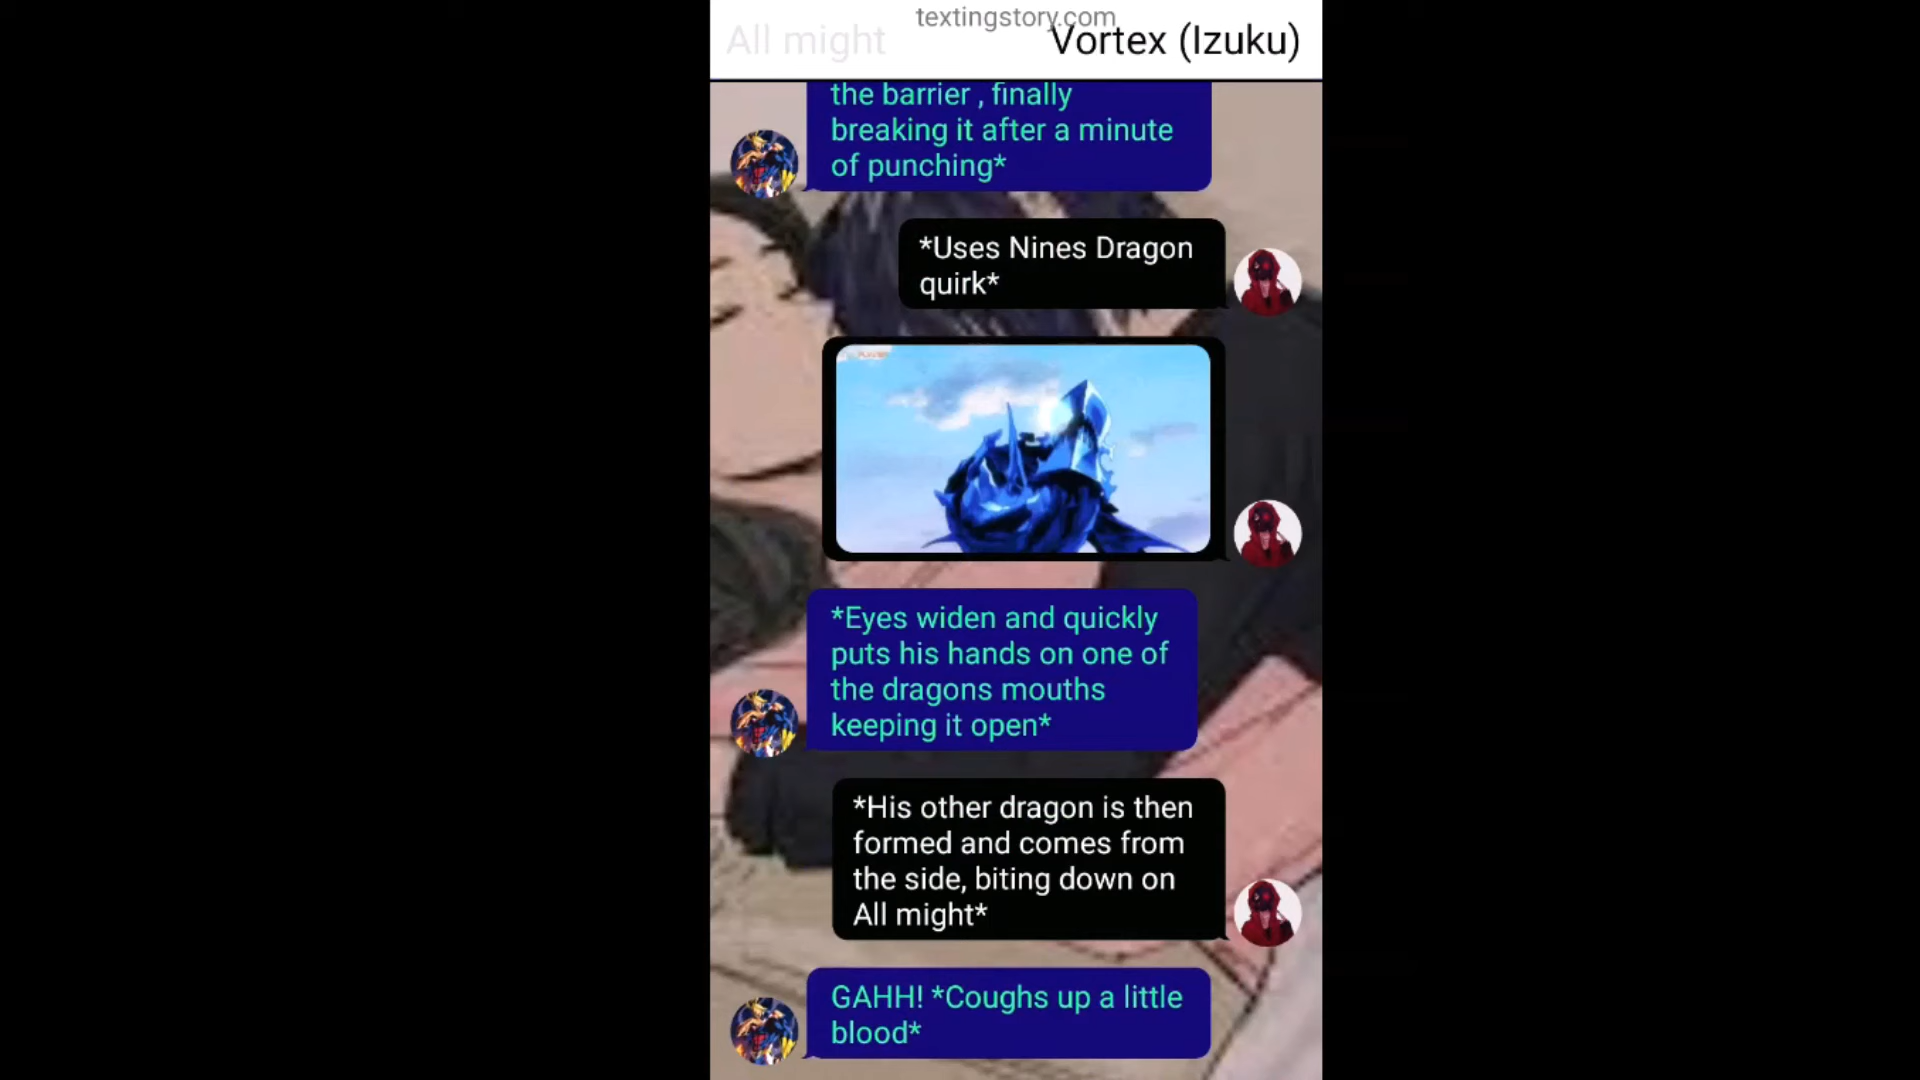 textingstory.com
All might
Vortex (Izuku)
the barrier , finally
breaking it after a minute
of punching*
*Uses Nines Dragon
quirk*
*Eyes widen and quickly
puts his hands on one of
the dragons mouths
keeping it open*
*His other dragon is then
formed and comes from
the side, biting down on
All might*
GAHH! *Coughs up a little
blood*